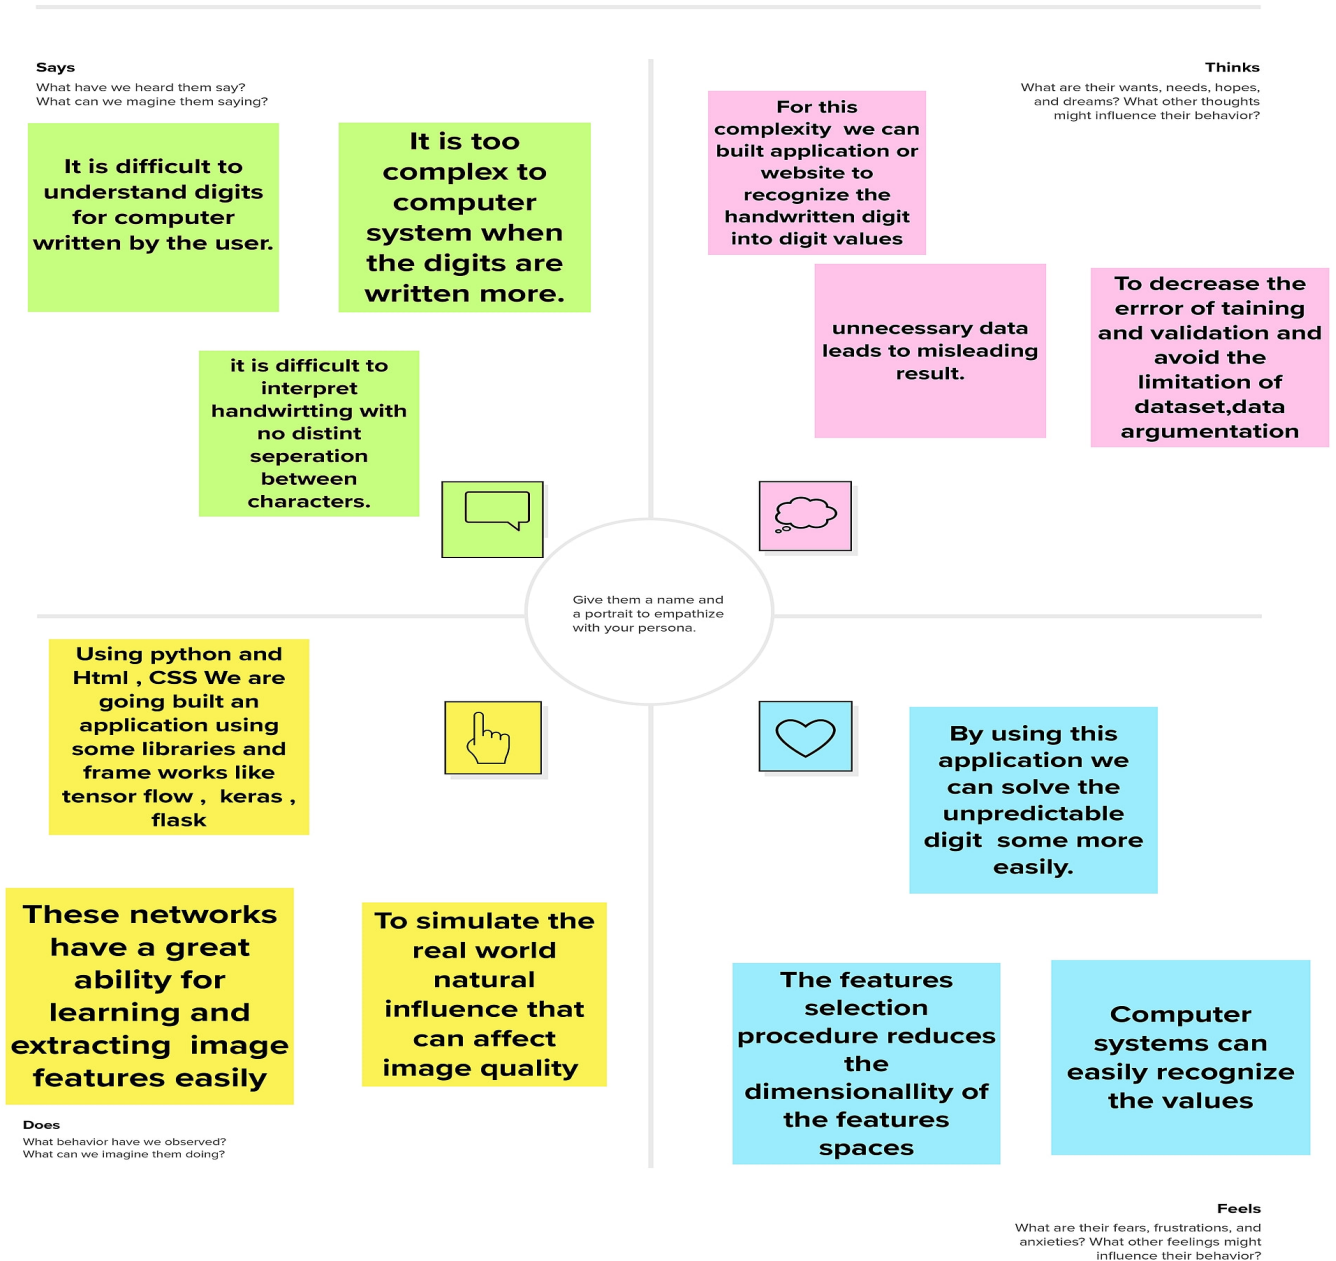 Says
What have we heard them say?
What can we magine them saying?
It is difficult to
understand digits
for computer
written by the user.
It is too
complex to
computer
system when
the digits are
written more.
it is difficult to
interpret
handwirtting with
no distint
seperation
between
characters.
Thinks
What are their wants, needs, hopes,
and dreams? What other thoughts
might influence their behavior?
For this
complexity we can
built application or
website to
recognize the
handwritten digit
into digit values
unnecessary data
leads to misleading
result.
To decrease the
errror of taining
and validation and
avoid the
limitation of
dataset,data
argumentation
Give them a name and
a portrait to empathize
with your persona.
Using python and
Html , CSS We are
going built an
application using
some libraries and
frame works like
tensor flow , keras ,
flask
These networks
have a great
ability for
learning and
extracting image
features easily
To simulate the
real world
natural
influence that
can affect
image quality
Does
What behavior have we observed?
What can we imagine them doing?
By using this
application we
can solve the
unpredictable
digit some more
easily.
The features
selection
procedure reduces
the
dimensionallity of
the features
spaces
Computer
systems can
easily recognize
the values
Feels
What are their fears, frustrations, and
anxieties? What other feelings might
influence their behavior?